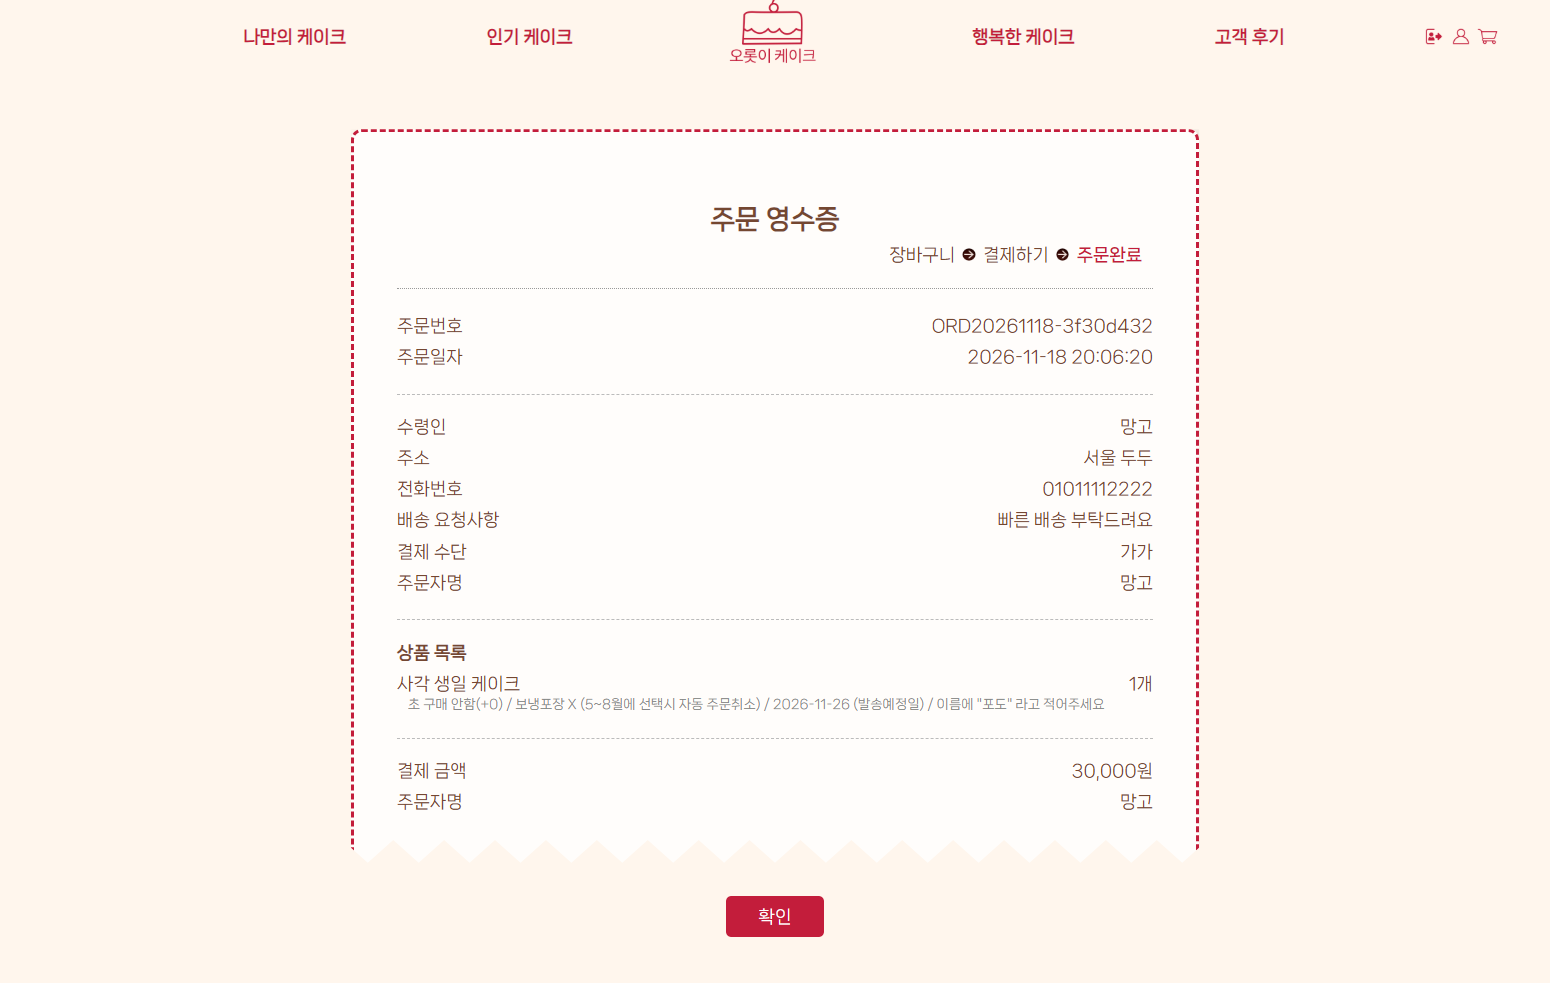 나만의 케이크 인기 케이크 오롯이 케이크 행복한 케이크 고객 후기
주문 영수증
장바구니 결제하기 주문완료
주문번호 ORD20261118-3f30d432
주문일자 2026-11-18 20:06:20
수령인 망고
주소 서울 두두
전화번호 01011112222
배송 요청사항 빠른 배송 부탁드려요
결제 수단 가가
주문자명 망고
상품 목록
사각 생일 케이크 1개
초 구매 안함(+0) / 보냉포장 X (5~8월에 선택시 자동 주문취소) / 2026-11-26 (발송예정일) / 이름에 "포도" 라고 적어주세요
결제 금액 30,000원
주문자명 망고
확인